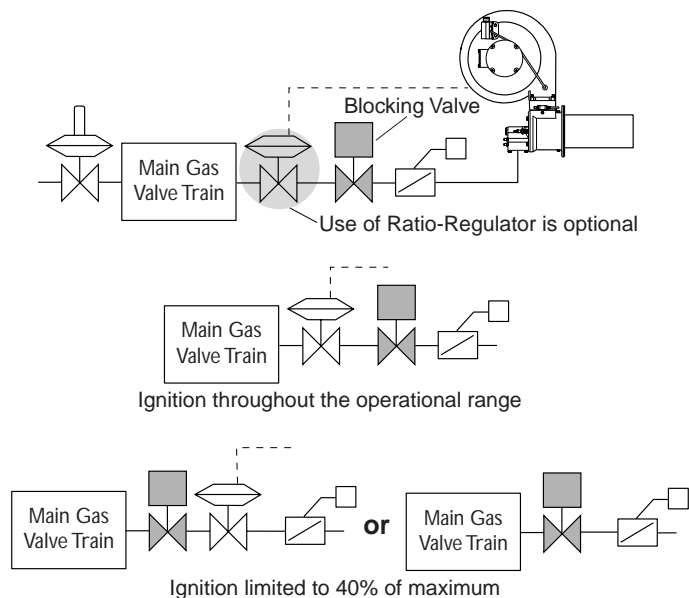 Blocking Valve
Main Gas
Valve Train
Use of Ratio-Regulator is optional
Main Gas
Valve Train
Ignition throughout the operational range
Main Gas
Valve Train
or
Main Gas
Valve Train
Ignition limited to 40% of maximum